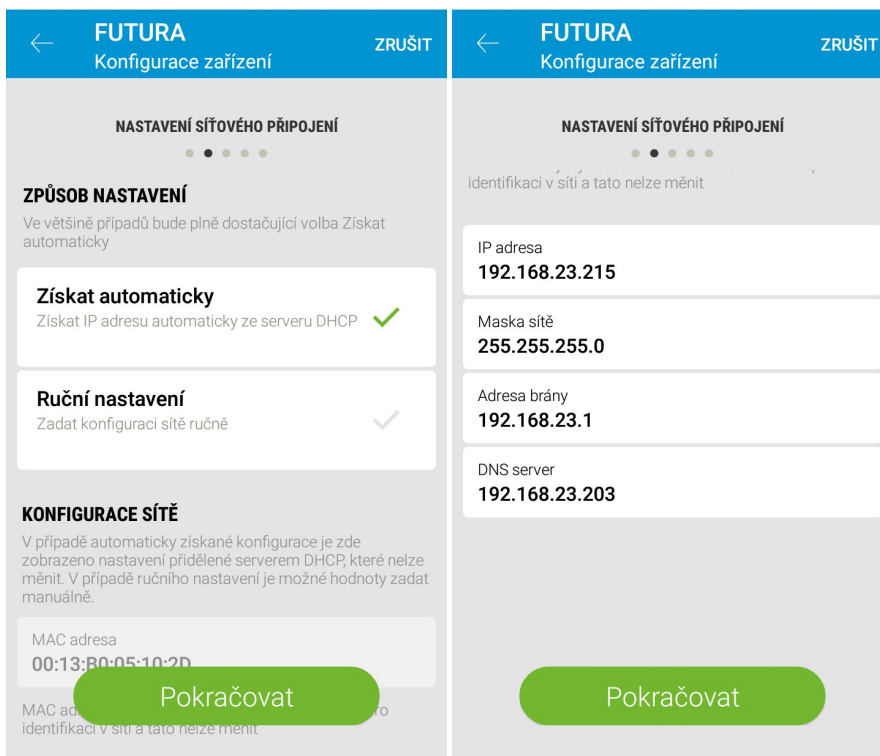 FUTURA
Konfigurace zařízení
ZRUŠIT
NASTAVENÍ SÍŤOVÉHO PŘIPOJENÍ
ZPŮSOB NASTAVENÍ
Ve většině případů bude plně dostačující volba Získat
automaticky
Získat automaticky
Získat IP adresu automaticky ze serveru DHCP
Ruční nastavení
Zadat konfiguraci sítě ručně
KONFIGURACE SÍTĚ
V případě automaticky získané konfigurace je zde
zobrazeno nastavení přidělené serverem DHCP, které nelze
měnit. V případě ručního nastavení je možné hodnoty zadat
manuálně.
MAC adresa
00:13:B0:05:10:2D
Pokračovat
MAC
identifikaci v síti a tato nelze měnit
FUTURA
Konfigurace zařízení
ZRUŠIT
NASTAVENÍ SÍŤOVÉHO PŘIPOJENÍ
identifikaci v síti a tato nelze měnit
IP adresa
192.168.23.215
Maska sítě
255.255.255.0
Adresa brány
192.168.23.1
DNS server
192.168.23.203
Pokračovat